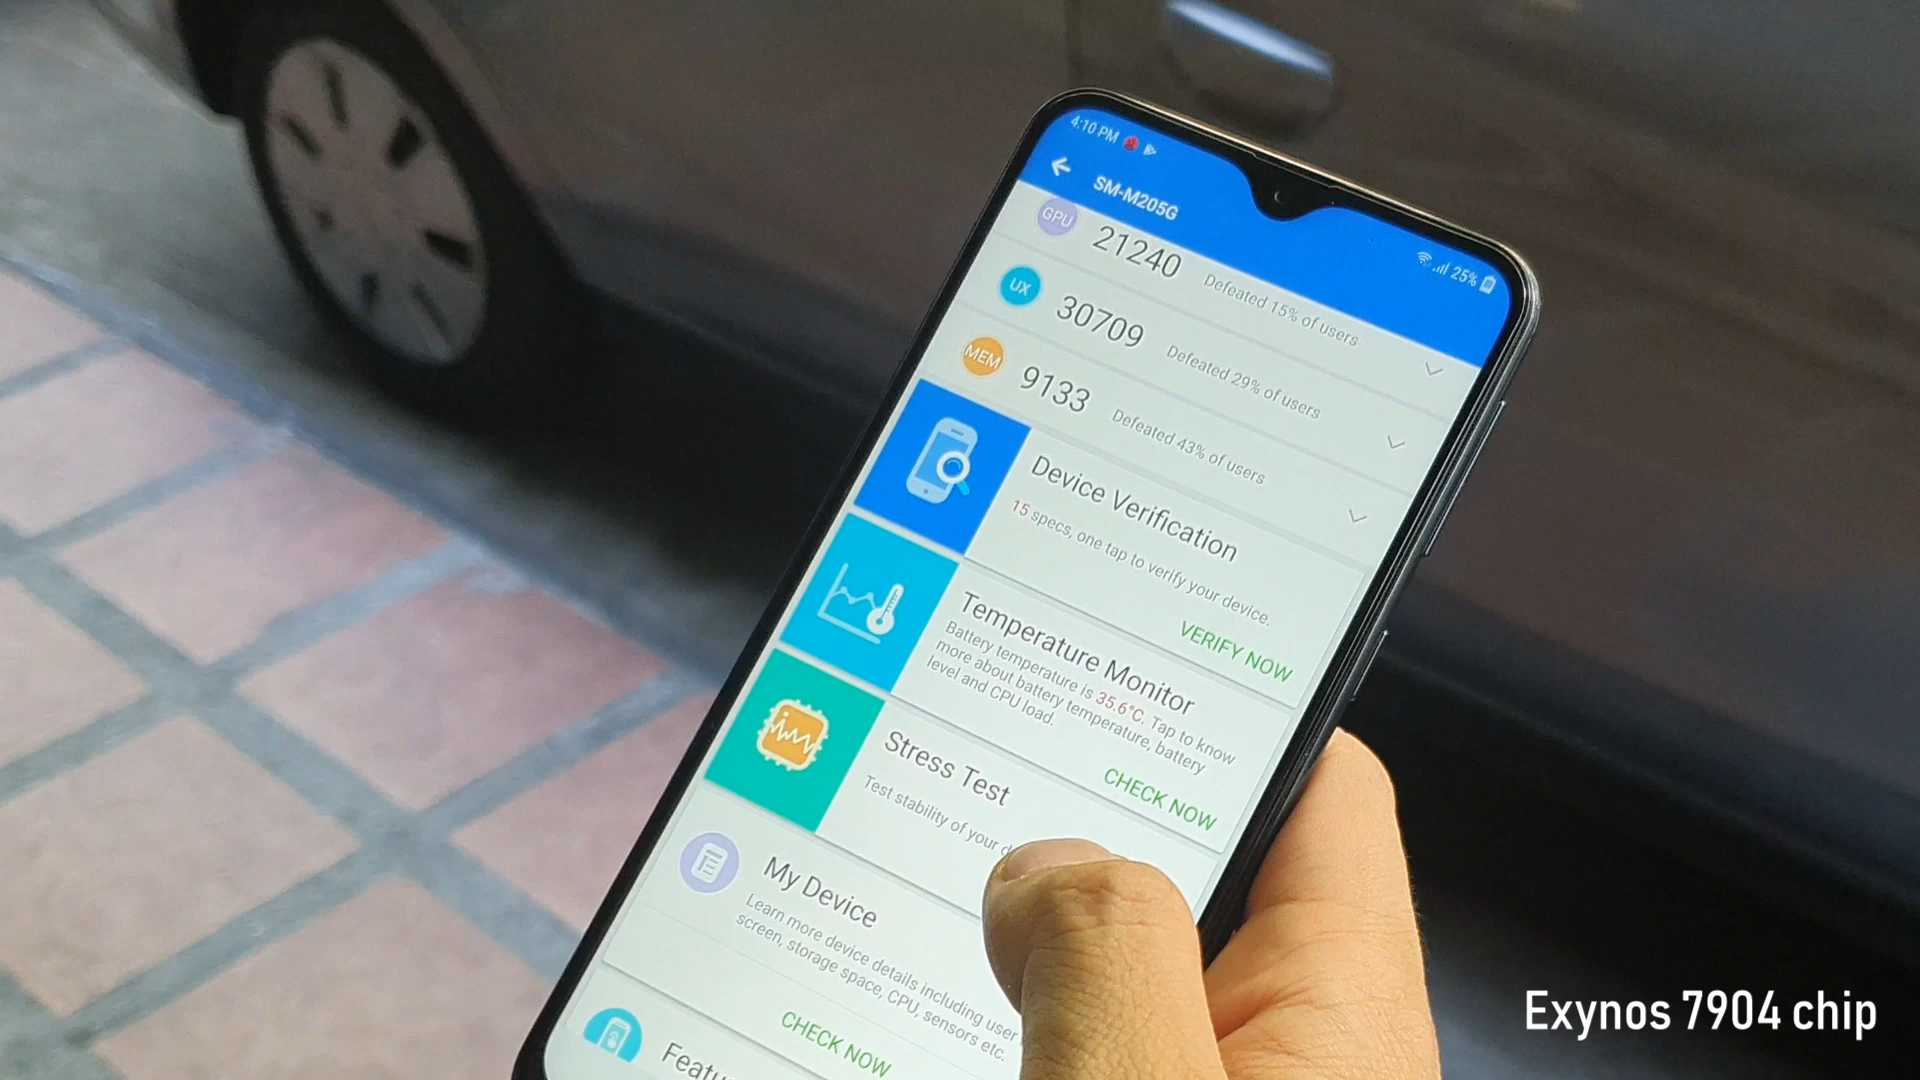 4:10 PM
25%
SM-M205G
GPU
21240
Defeated 15% of users
UX
30709
Defeated 29% of users
MEM
9133
Defeated 43% of users
Device Verification
15 specs, one tap to verify your device.
VERIFY NOW
Temperature Monitor
Battery temperature is 35.6°C. Tap to know
more about battery temperature, battery
level and CPU load.
CHECK NOW
Stress Test
Test stability of your
My Device
Learn more device details including user
screen, storage space, CPU, sensors etc.
CHECK NOW
Exynos 7904 chip